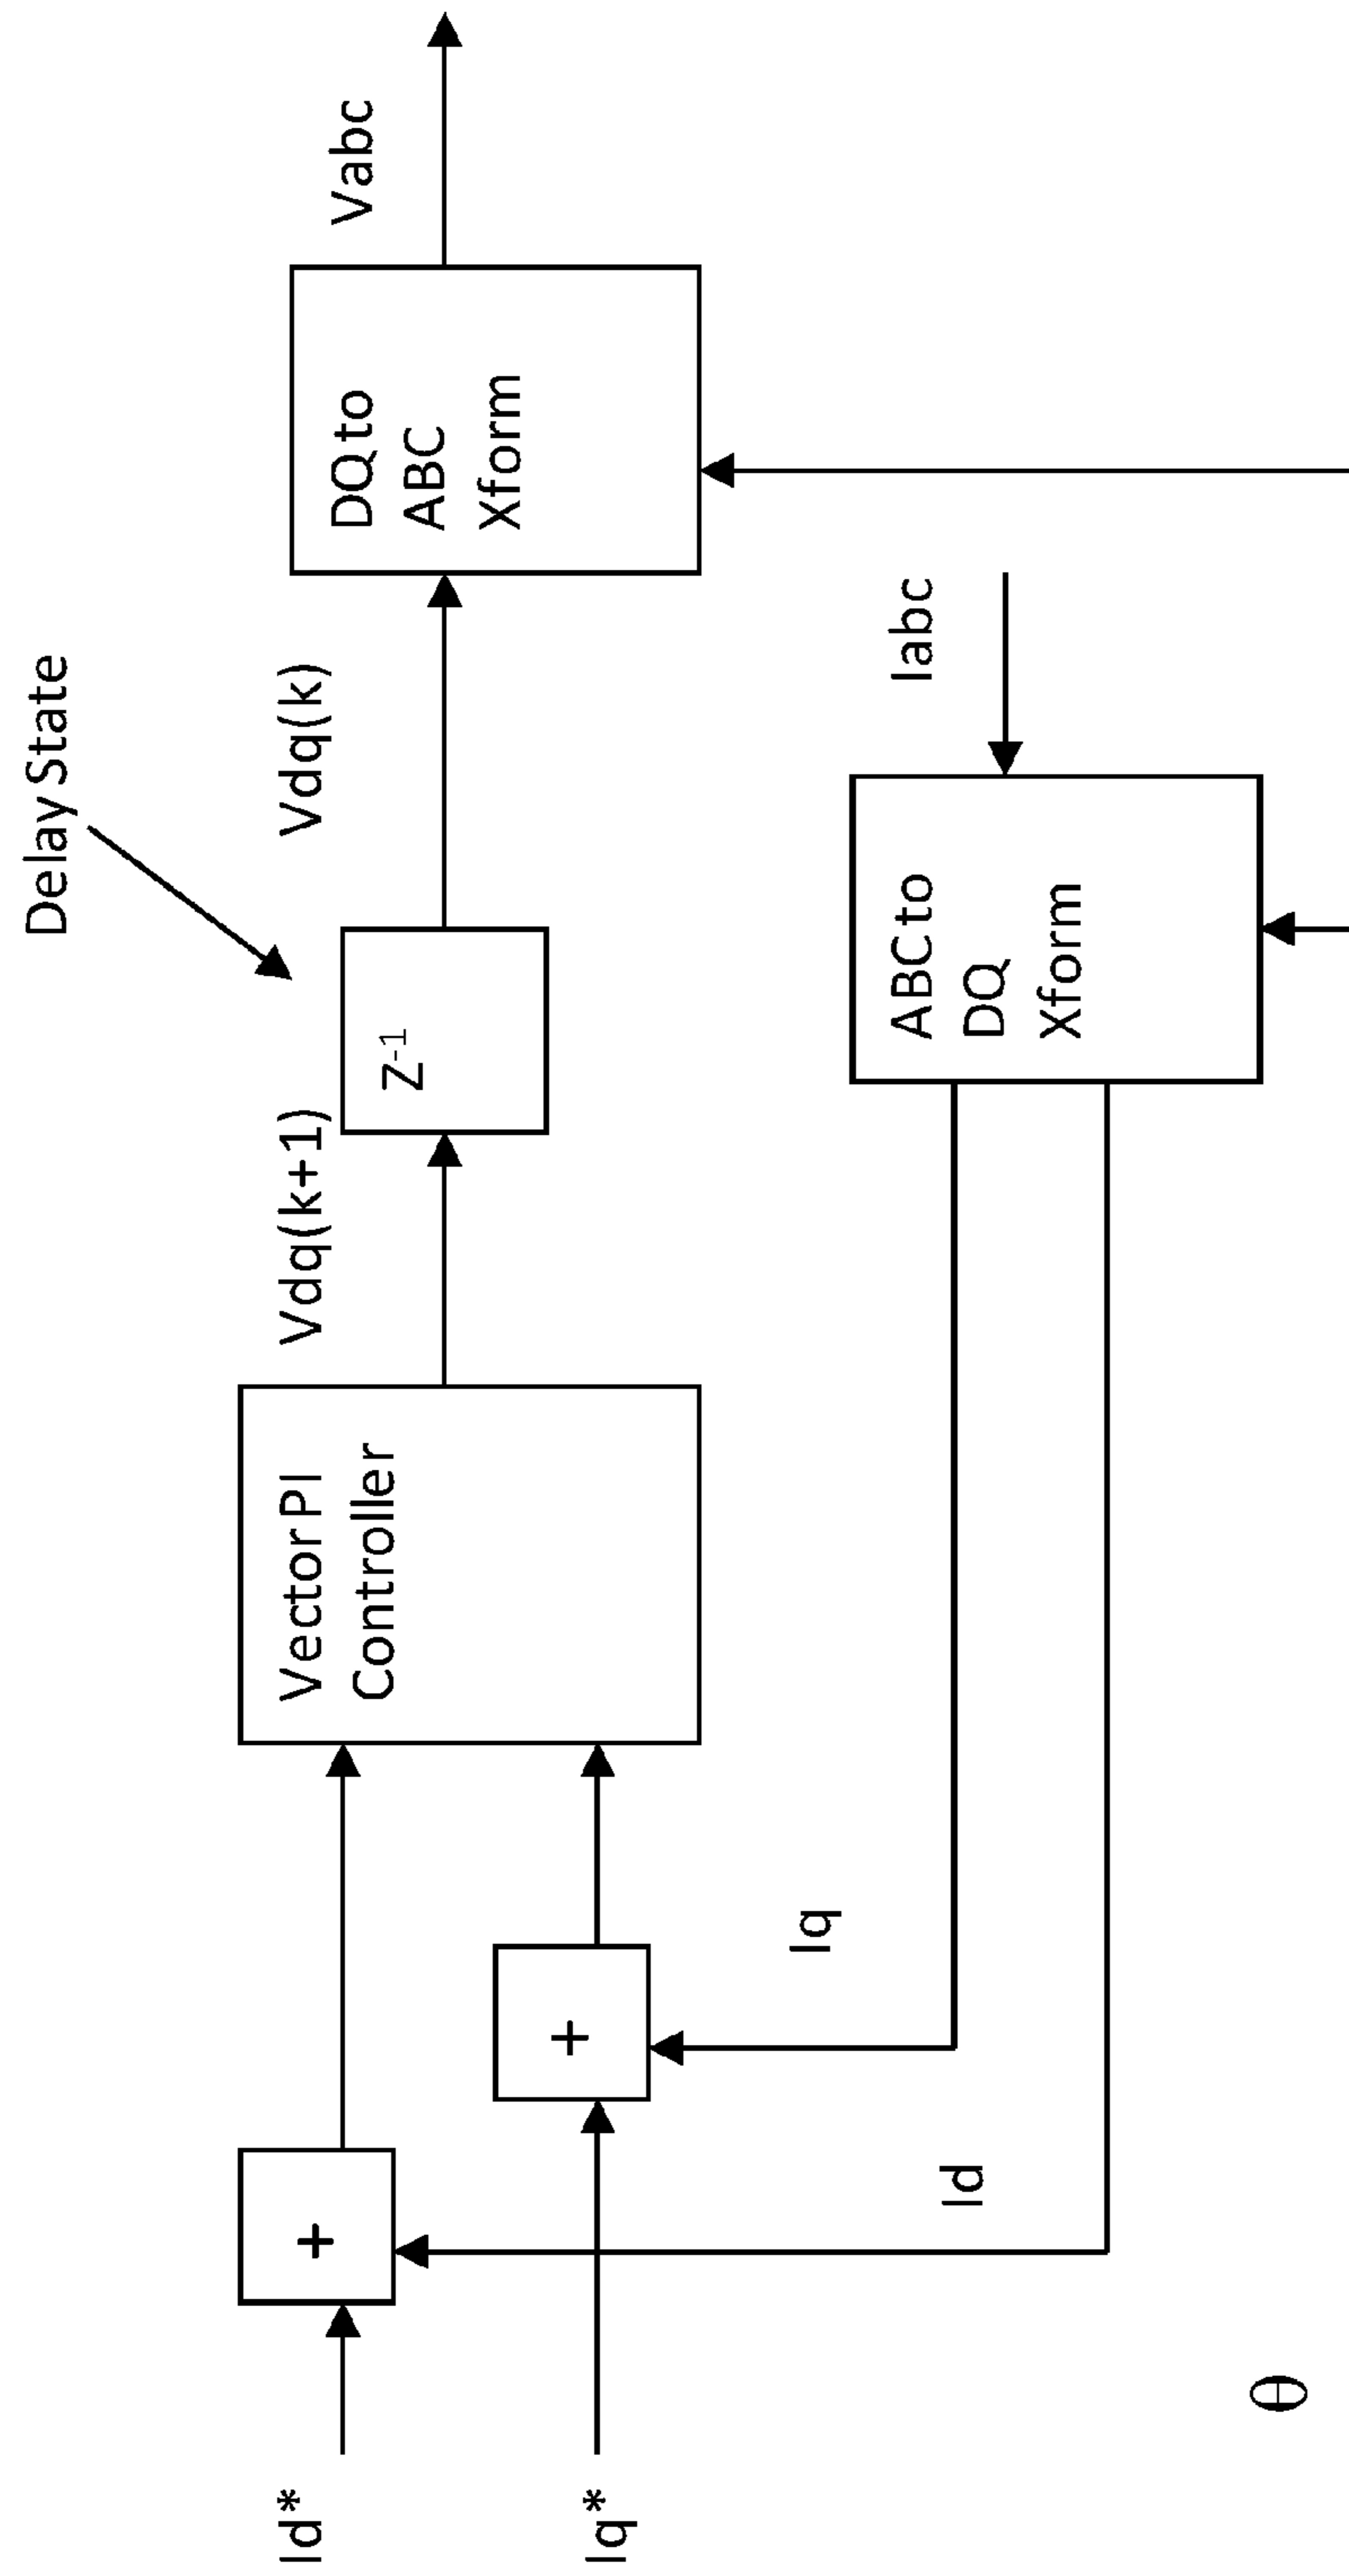 Delay State
Vdq(k+1)
Vdq(k)
Vabc
Vector PI
Controller
Z-1
DQ to
ABC
Xform
Id*
+
Iq*
+
Iq
Id
Iabc
ABC to
DQ
Xform
θ